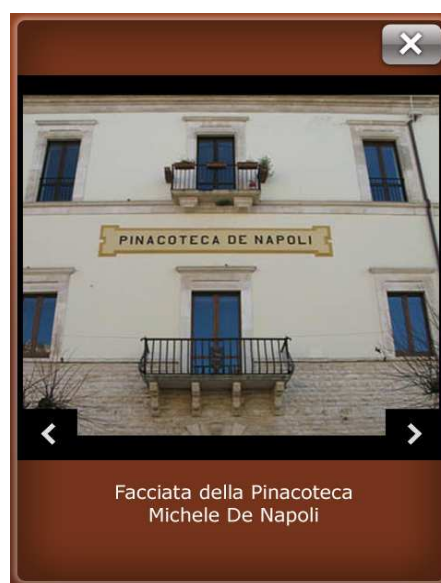 PINACOTECA DE NAPOLI
Facciata della Pinacoteca
Michele De Napoli